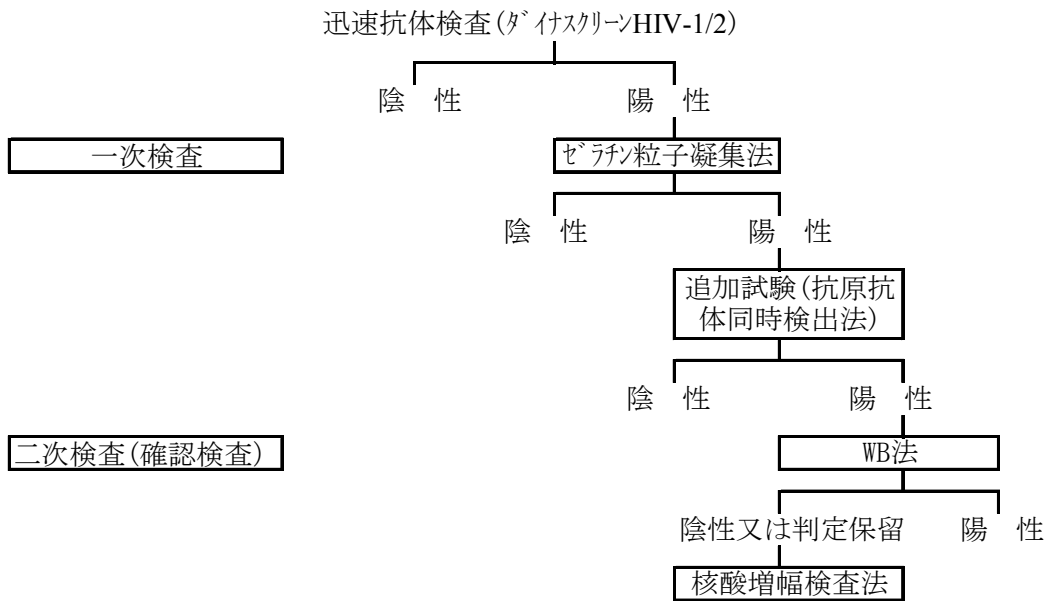 迅速抗体検査(ﾀﾞｲﾅｽｸﾘｰﾝHIV-1/2)
陰 性 陽 性
一次検査 ｾﾞﾗﾁﾝ粒子凝集法
陰 性 陽 性
追加試験(抗原抗
体同時検出法)
陰 性 陽 性
二次検査(確認検査) WB法
陰性又は判定保留 陽 性
核酸増幅検査法